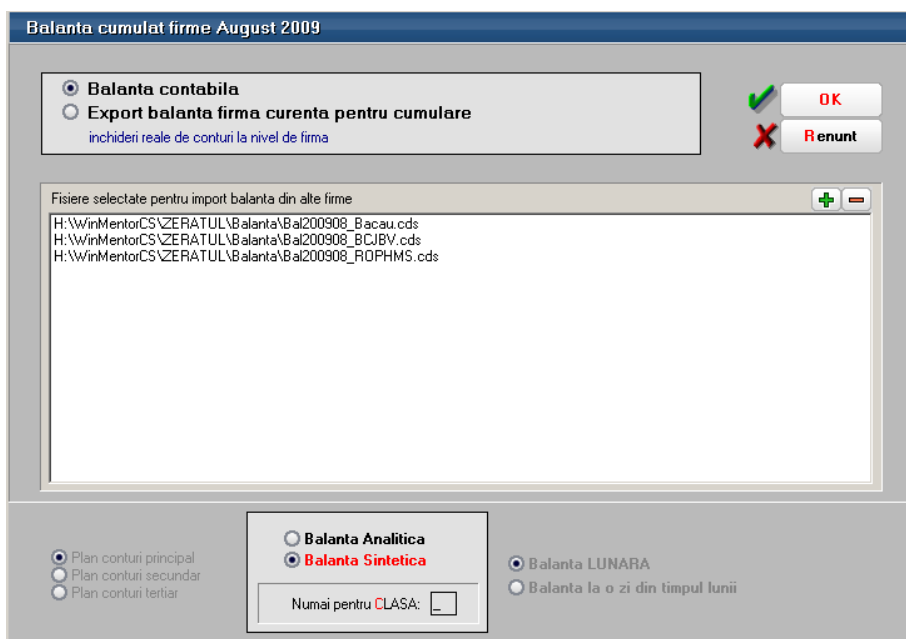 Balanta cumulat firme August 2009
Balanta contabila
Export balanta firma curenta pentru cumulare
inchideri reale de conturi la nivel de firma
OK
Renunt
Fisiere selectate pentru import balanta din alte firme
H:\WinMentorCS\ZERATUL\Balanta\Bal200908_Bacau.cds
H:\WinMentorCS\ZERATUL\Balanta\Bal200908_BCJBV.cds
H:\WinMentorCS\ZERATUL\Balanta\Bal200908_ROPHMS.cds
Plan conturi principal
Plan conturi secundar
Plan conturi tertiar
Balanta Analitica
Balanta Sintetica
Numai pentru CLASA: _
Balanta LUNARA
Balanta la o zi din timpul lunii